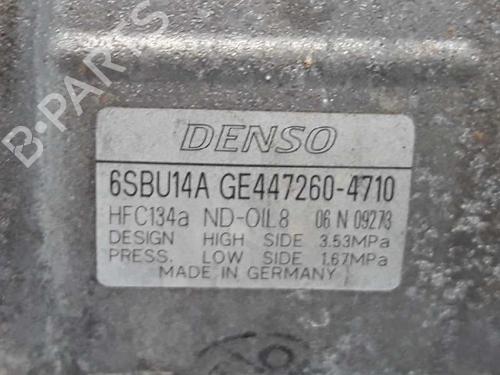 B-PARTS
DENSO
6SBU14A GE447260-4710
HFC134a ND-OIL8 06 N 09273
DESIGN HIGH SIDE 3.53MPa
PRESS. LOW SIDE 1.67MPa
MADE IN GERMANY